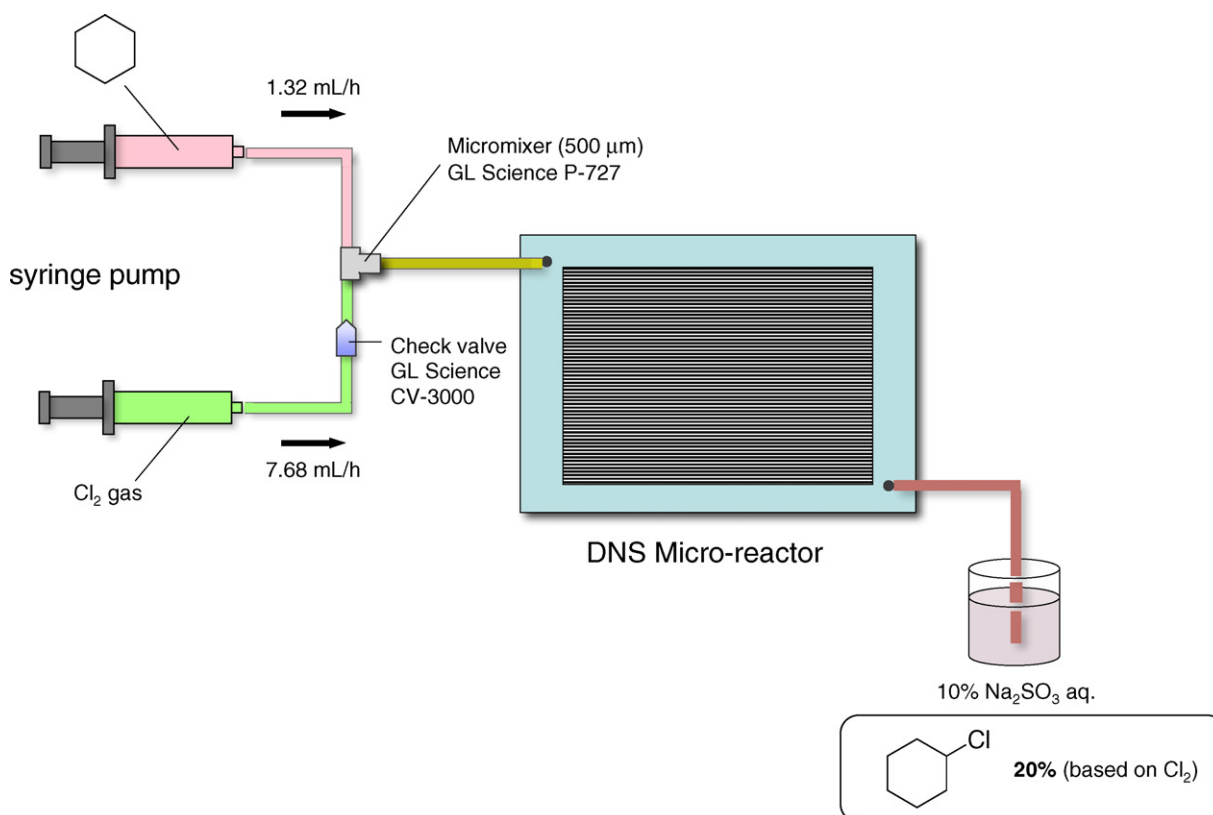 1.32 mL/h
Micromixer (500 μm)
GL Science P-727
syringe pump
Check valve
GL Science
CV-3000
7.68 mL/h
Cl₂ gas
DNS Micro-reactor
10% Na₂SO₃ aq.
Cl
20% (based on Cl₂)